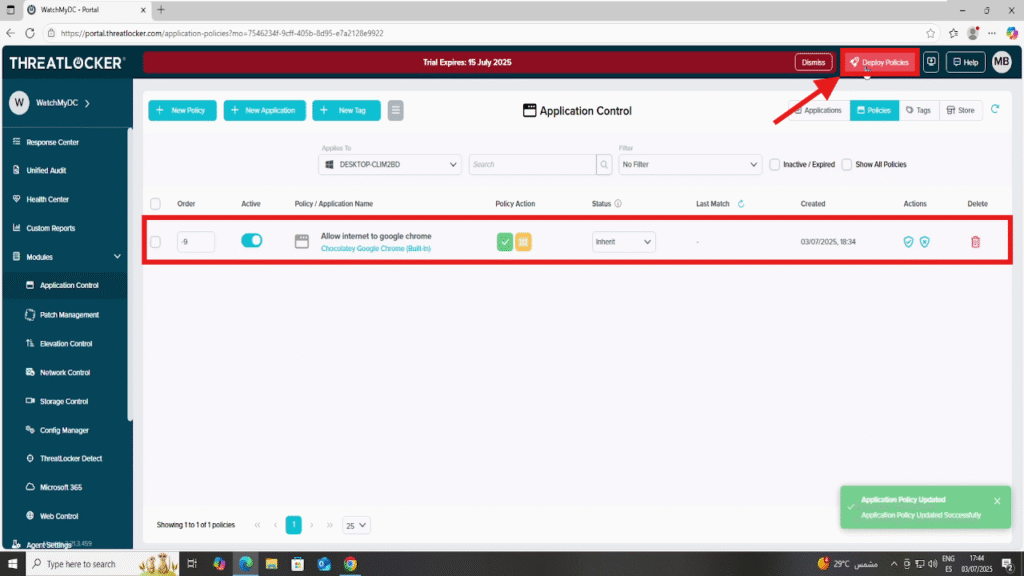 WatchMyDC - Portal
https://portal.threatlocker.com/application-policies?mo=7546234f-9cff-405b-8d95-e7a2128e9922
THREATLOCKER
Trial Expires: 15 July 2025
Dismiss
Deploy Policies
Help
MB
W
WatchMyDC
New Policy
New Application
New Tag
Application Control
Applications
Policies
Tags
Store
Response Center
Unified Audit
Health Center
Custom Reports
Modules
Application Control
Patch Management
Elevation Control
Network Control
Storage Control
Config Manager
ThreatLocker Detect
Microsoft 365
Web Control
Agent Settings
Applies To
DESKTOP-CLIM2BD
Search
Filter
No Filter
Inactive / Expired
Show All Policies
Order
Active
Policy / Application Name
Policy Action
Status
Last Match
Created
Actions
Delete
-9
Allow internet to google chrome
Chocolatey Google Chrome (Built-In)
Inherit
-
03/07/2025, 18:34
Showing 1 to 1 of 1 policies
1
25
Application Policy Updated
Application Policy Updated Successfully
Type here to search
29°C مشمس
ENG
ES
17:44
03/07/2025
2